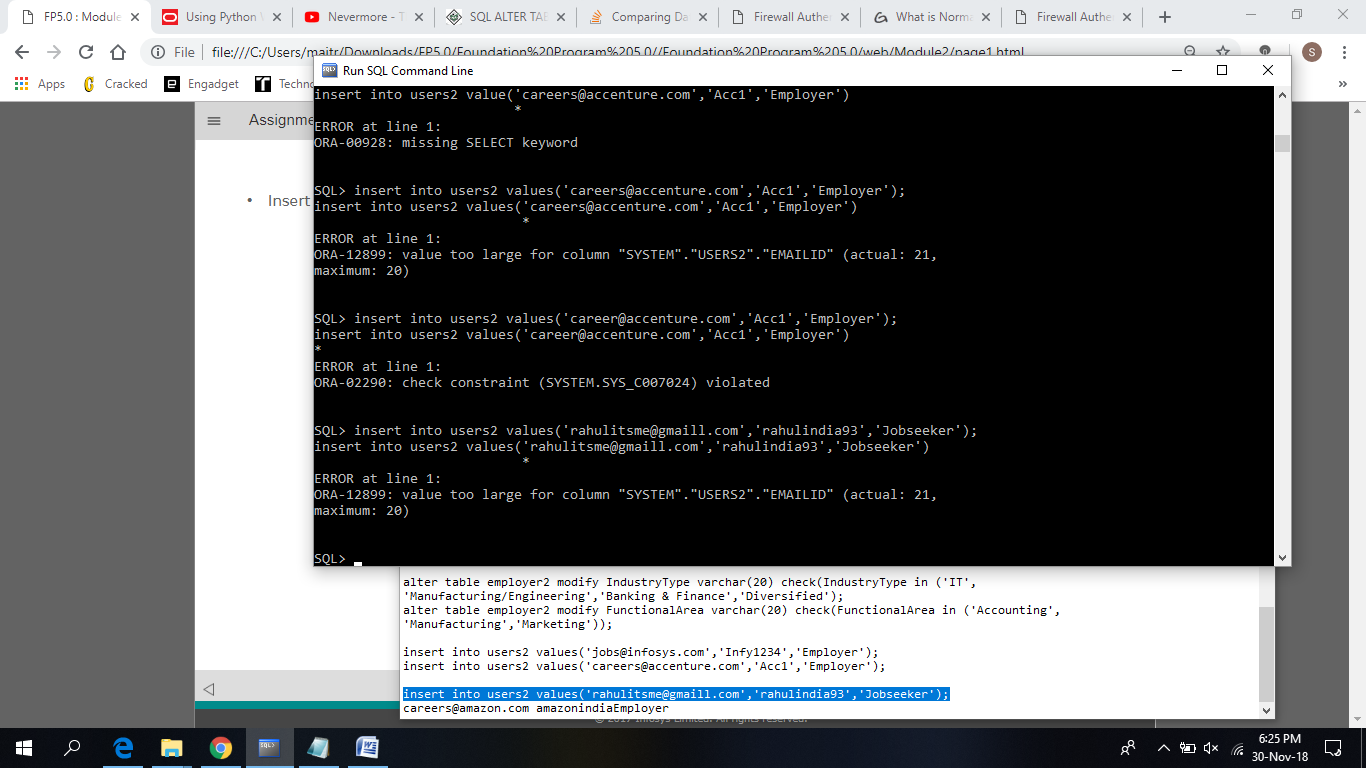 FP5.0 : Module
Using Python V
Nevermore - T
SQL ALTER TAB
Comparing Da
Firewall Authe
What is Norma
Firewall Authe
File
file:///C:/Users/maitr/Downloads/FP5.0/Foundation%20Program%205.0//Foundation%20Program%205.0/web/Module2/page1.html
S
Apps
Cracked
Engadget
Techn
Run SQL Command Line
insert into users2 value('careers@accenture.com','Acc1','Employer')
*
ERROR at line 1:
ORA-00928: missing SELECT keyword
SQL> insert into users2 values('careers@accenture.com','Acc1','Employer');
insert into users2 values('careers@accenture.com','Acc1','Employer')
*
ERROR at line 1:
ORA-12899: value too large for column "SYSTEM"."USERS2"."EMAILID" (actual: 21,
maximum: 20)
SQL> insert into users2 values('career@accenture.com','Acc1','Employer');
insert into users2 values('career@accenture.com','Acc1','Employer')
*
ERROR at line 1:
ORA-02290: check constraint (SYSTEM.SYS_C007024) violated
SQL> insert into users2 values('rahulitsme@gmaill.com','rahulindia93','Jobseeker');
insert into users2 values('rahulitsme@gmaill.com','rahulindia93','Jobseeker')
*
ERROR at line 1:
ORA-12899: value too large for column "SYSTEM"."USERS2"."EMAILID" (actual: 21,
maximum: 20)
SQL>
Assignme
• Insert
alter table employer2 modify IndustryType varchar(20) check(IndustryType in ('IT',
'Manufacturing/Engineering','Banking & Finance','Diversified');
alter table employer2 modify FunctionalArea varchar(20) check(FunctionalArea in ('Accounting',
'Manufacturing','Marketing'));
insert into users2 values('jobs@infosys.com','Infy1234','Employer');
insert into users2 values('careers@accenture.com','Acc1','Employer');
insert into users2 values('rahulitsme@gmaill.com','rahulindia93','Jobseeker');
careers@amazon.com amazonindiaEmployer
© 2017 Infosys Limited. All rights reserved.
6:25 PM
30-Nov-18